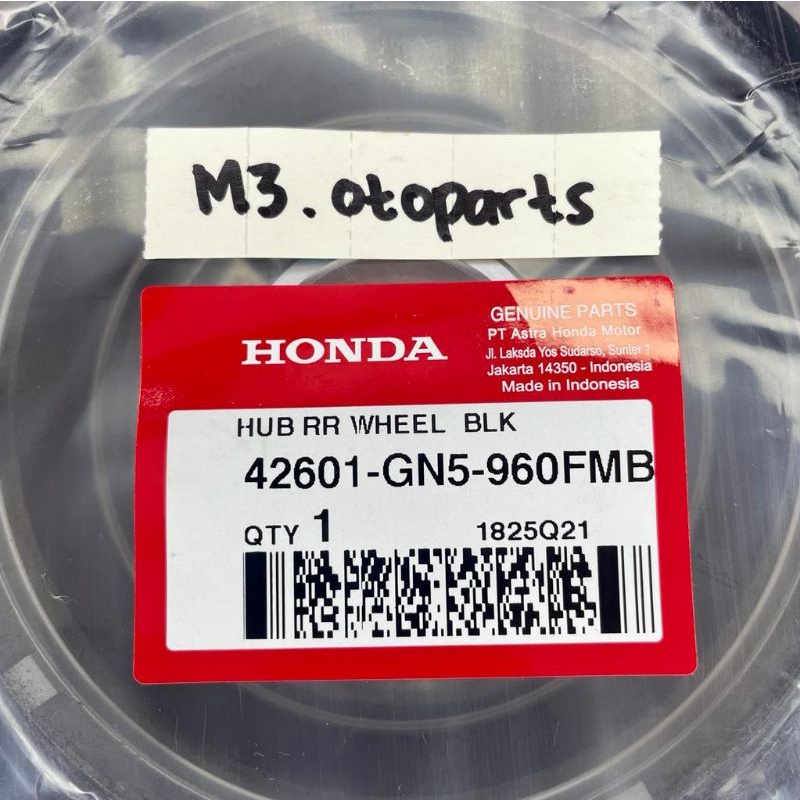 M3.otoparts
HONDA
GENUINE PARTS
PT Astra Honda Motor
Jl. Laksda Yos Sudarso, Sunter 1
Jakarta 14350 - Indonesia
Made in Indonesia
HUB RR WHEEL BLK
42601-GN5-960FMB
QTY 1 1825Q21